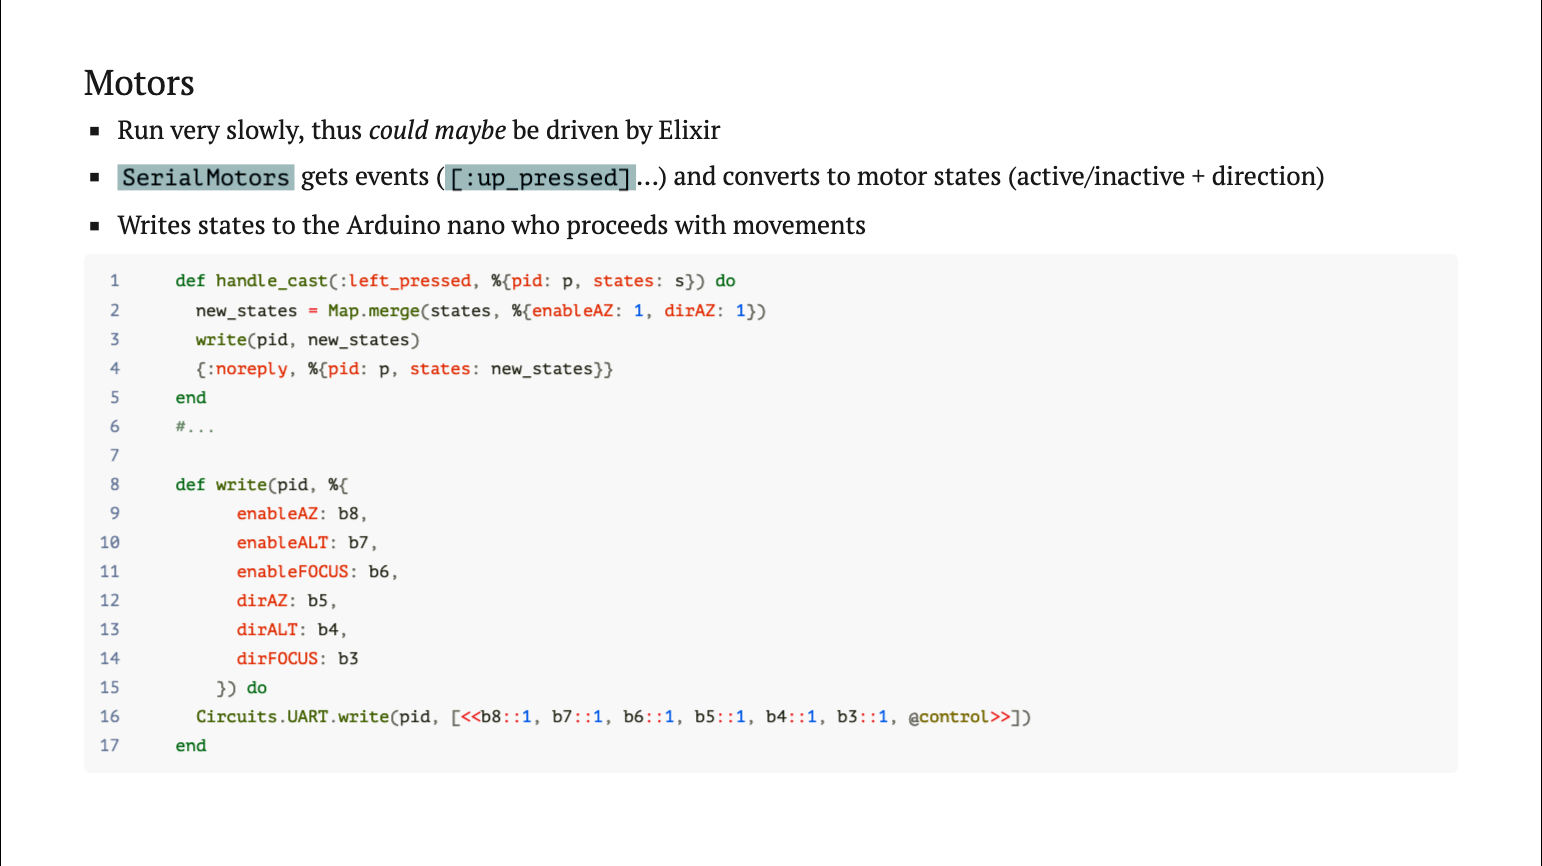 Motors
▪ Run very slowly, thus could maybe be driven by Elixir
▪ SerialMotors gets events ([:up_pressed]...) and converts to motor states (active/inactive + direction)
▪ Writes states to the Arduino nano who proceeds with movements
1 def handle_cast(:left_pressed, %{pid: p, states: s}) do
2 new_states = Map.merge(states, %{enableAZ: 1, dirAZ: 1})
3 write(pid, new_states)
4 {:noreply, %{pid: p, states: new_states}}
5 end
6 #...
7
8 def write(pid, %{
9 enableAZ: b8,
10 enableALT: b7,
11 enableFOCUS: b6,
12 dirAZ: b5,
13 dirALT: b4,
14 dirFOCUS: b3
15 }) do
16 Circuits.UART.write(pid, [<<b8::1, b7::1, b6::1, b5::1, b4::1, b3::1, @control>>])
17 end